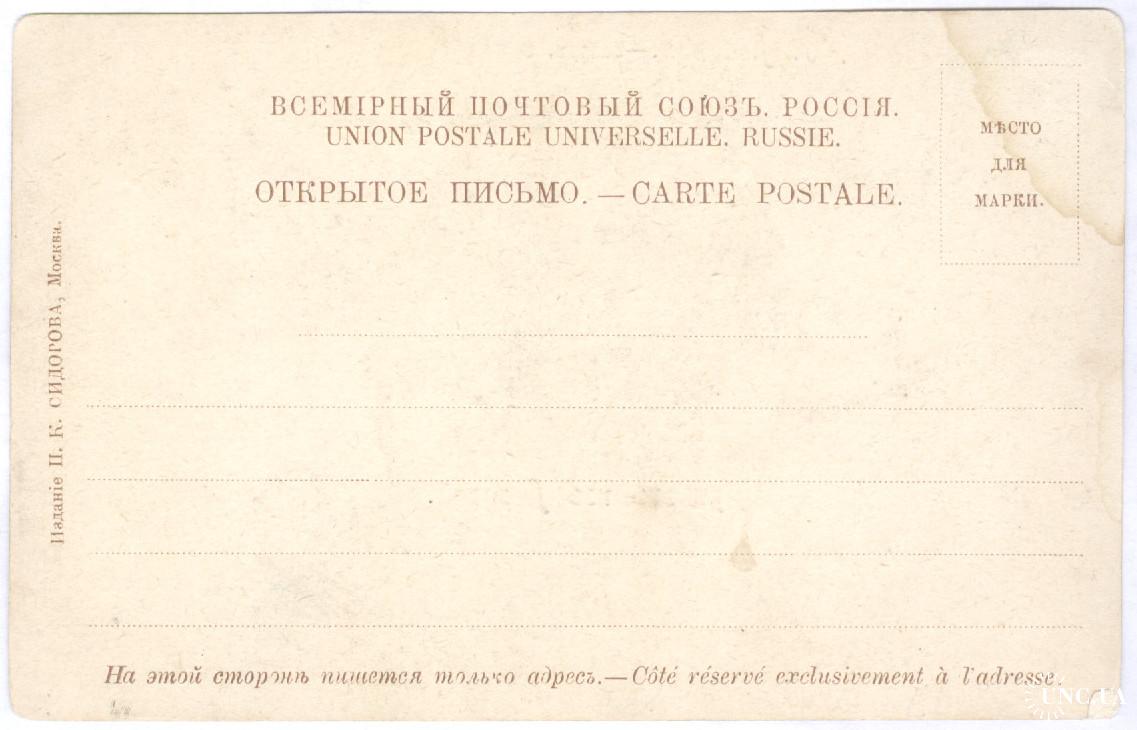 ВСЕМІРНЫЙ ПОЧТОВЫЙ СОЮЗЪ. РОССІЯ.
UNION POSTALE UNIVERSELLE. RUSSIE.
ОТКРЫТОЕ ПИСЬМО. — CARTE POSTALE.
МѢСТО
ДЛЯ
МАРКИ.
Изданіе П. К. СИДОРОВА, Москва.
На этой сторонѣ пишется только адресъ.—Côté réservé exclusivement à l'adresse.
UNC.UA